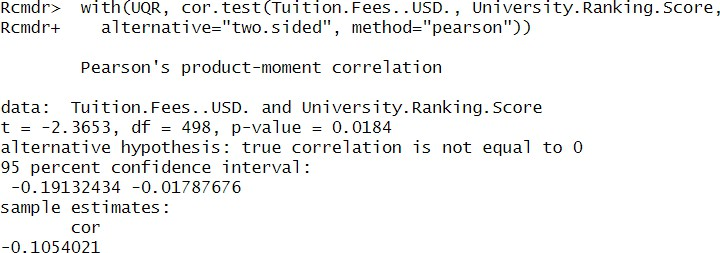 Rcmdr>  with(UQR, cor.test(Tuition.Fees..USD., University.Ranking.Score,
Rcmdr+    alternative="two.sided", method="pearson"))
Pearson's product-moment correlation
data:  Tuition.Fees..USD. and University.Ranking.Score
t = -2.3653, df = 498, p-value = 0.0184
alternative hypothesis: true correlation is not equal to 0
95 percent confidence interval:
 -0.19132434 -0.01787676
sample estimates:
       cor
-0.1054021